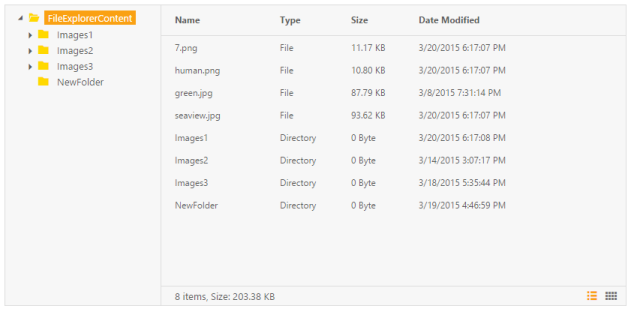 FileExplorerContent
Images1
Images2
Images3
NewFolder
Name Type Size Date Modified
7.png File 11.17 KB 3/20/2015 6:17:07 PM
human.png File 10.80 KB 3/20/2015 6:17:07 PM
green.jpg File 87.79 KB 3/8/2015 7:31:14 PM
seaview.jpg File 93.62 KB 3/20/2015 6:17:07 PM
Images1 Directory 0 Byte 3/20/2015 6:17:08 PM
Images2 Directory 0 Byte 3/14/2015 3:07:17 PM
Images3 Directory 0 Byte 3/18/2015 5:35:44 PM
NewFolder Directory 0 Byte 3/19/2015 4:46:59 PM
8 items, Size: 203.38 KB